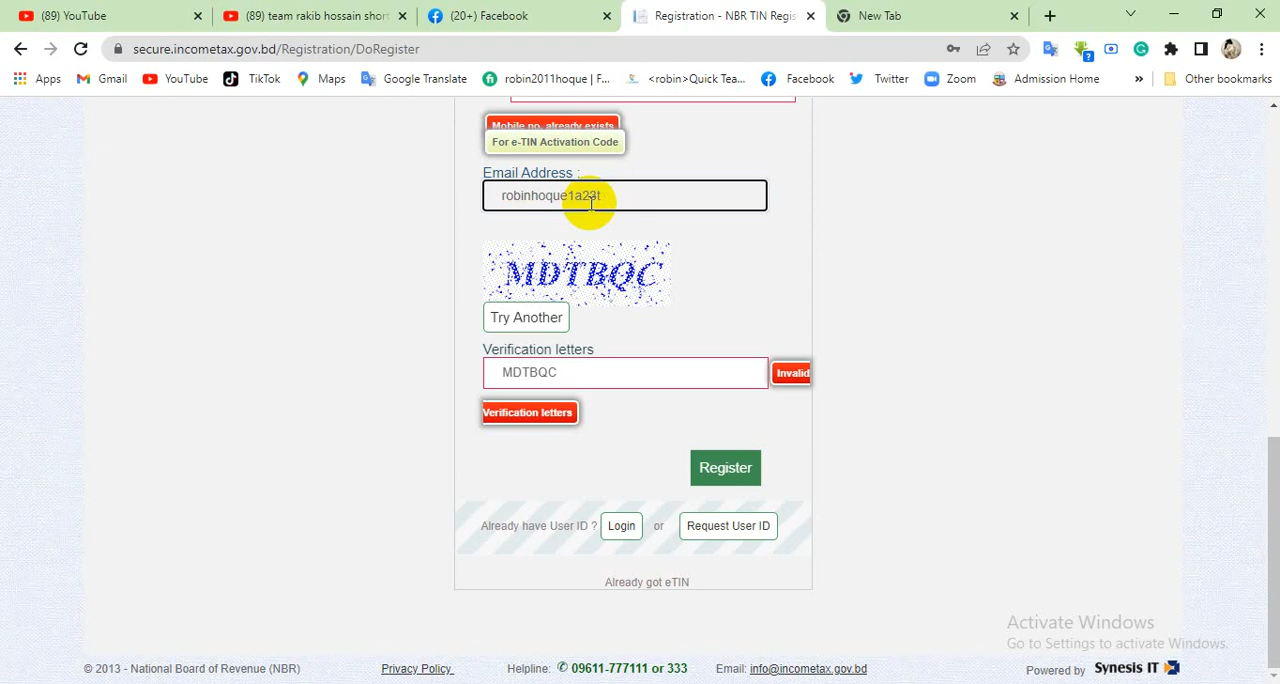 (89) YouTube
(89) team rakib hossain short
(20+) Facebook
Registration - NBR TIN Regis
New Tab
secure.incometax.gov.bd/Registration/DoRegister
Apps
Gmail
YouTube
TikTok
Maps
Google Translate
robin2011hoque | F...
<robin>Quick Tea...
Facebook
Twitter
Zoom
Admission Home
»
Other bookmarks
Mobile no. already exists
For e-TIN Activation Code
Email Address :
robinhoque1a23t
MDTBQC
Try Another
Verification letters
MDTBQC
Invalid
Verification letters
Register
Already have User ID ? Login or Request User ID
Already got eTIN
Activate Windows
Go to Settings to activate Windows.
© 2013 - National Board of Revenue (NBR) Privacy Policy Helpline: ✆ 09611-777111 or 333 Email: info@incometax.gov.bd Powered by Synesis IT